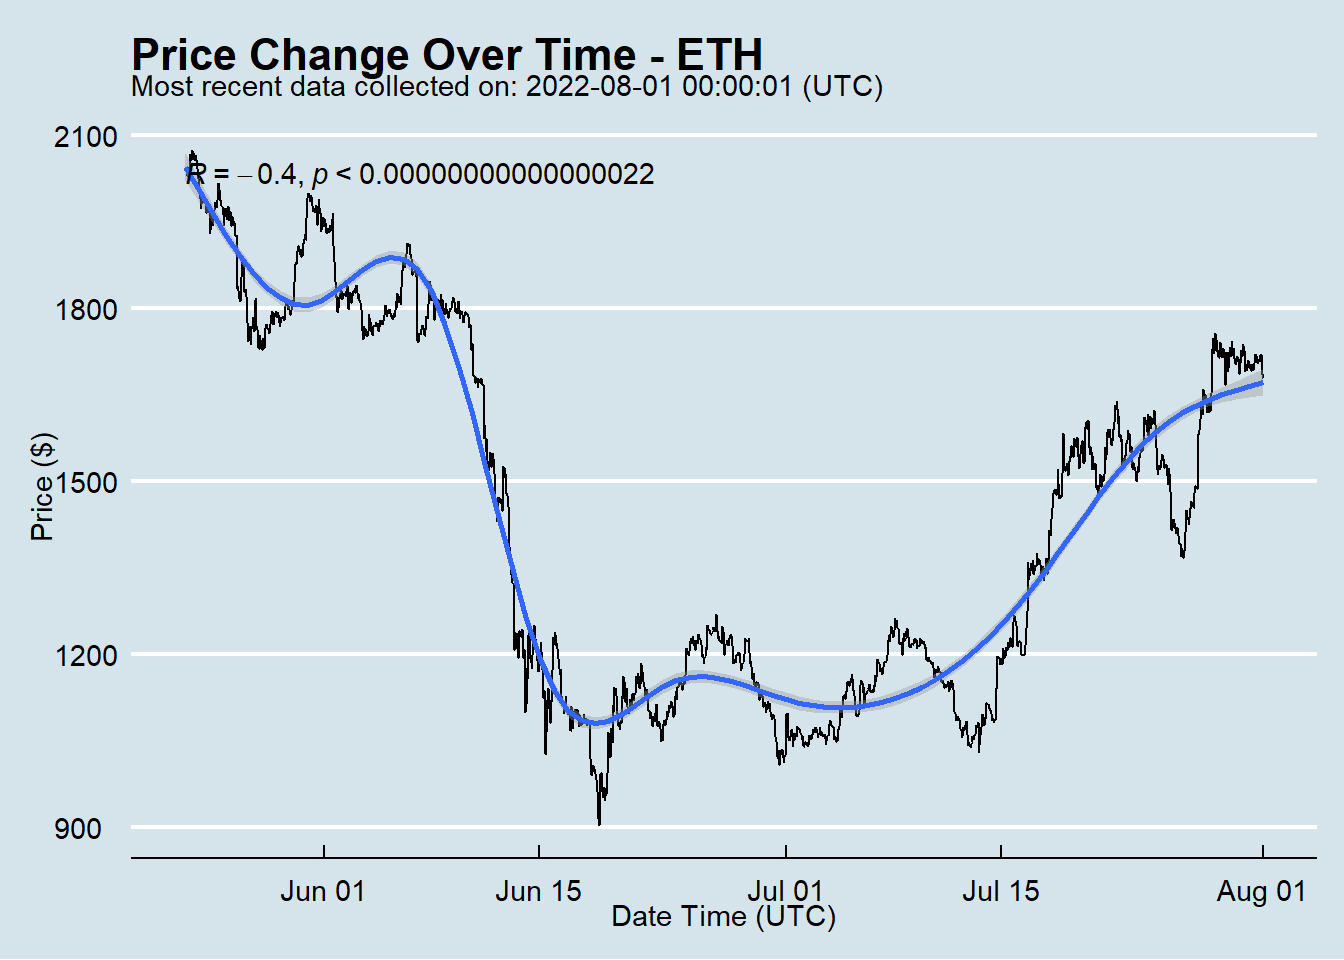 Price Change Over Time - ETH
Most recent data collected on: 2022-08-01 00:00:01 (UTC)
R = −0.4, p < 0.00000000000000022
2100
1800
1500
1200
900
Price ($)
Jun 01 Jun 15 Jul 01 Jul 15 Aug 01
Date Time (UTC)